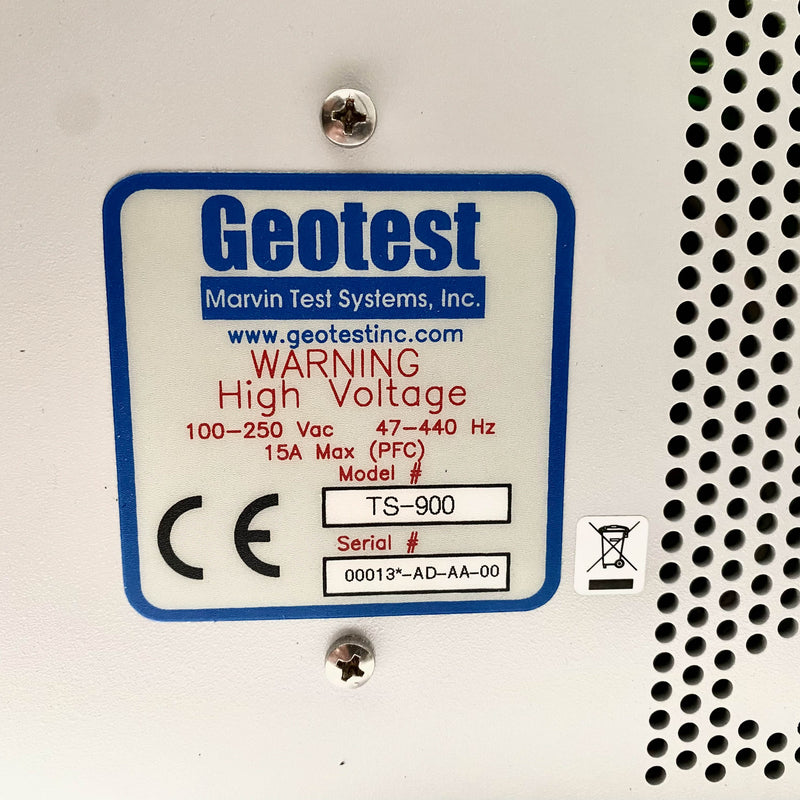 Geotest
Marvin Test Systems, Inc.
www.geotestinc.com
WARNING
High Voltage
100-250 Vac 47-440 Hz
15A Max (PFC)
Model #
TS-900
CE
Serial #
00013*-AD-AA-00